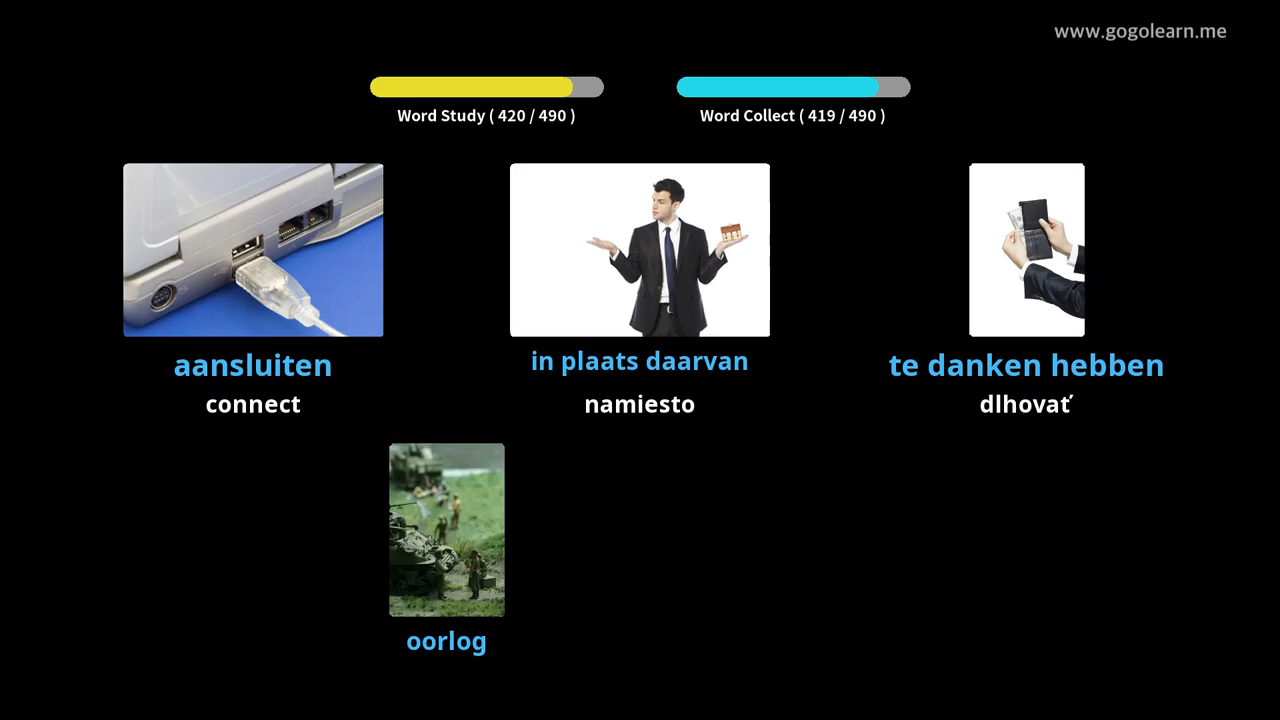 www.gogolearn.me
Word Study ( 420 / 490 )
Word Collect ( 419 / 490 )
aansluiten
connect
in plaats daarvan
namiesto
te danken hebben
dlhovať
oorlog